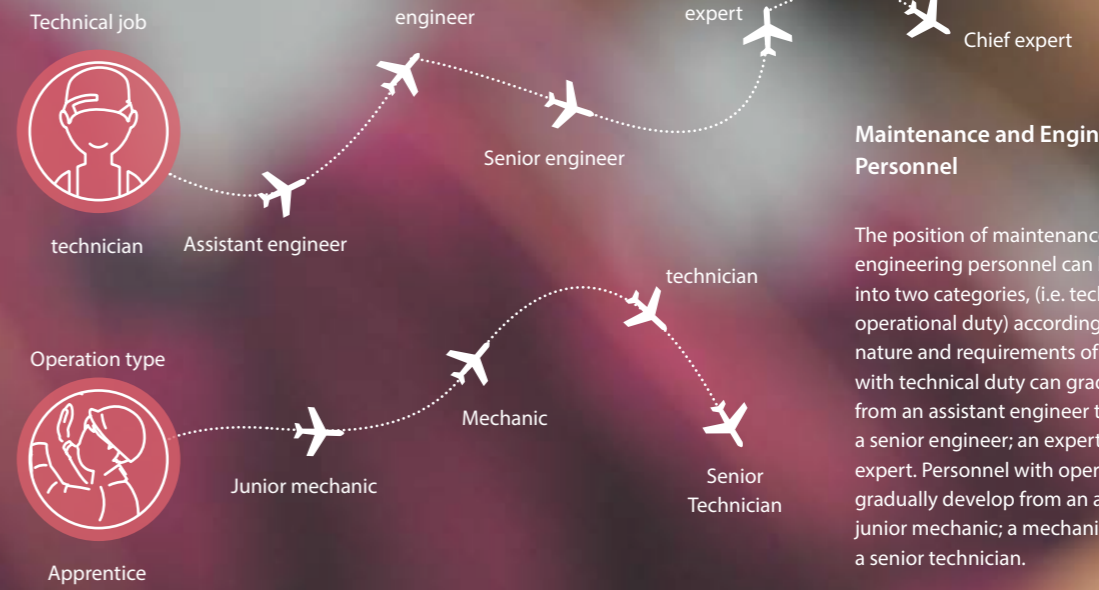 Technical job
engineer
expert
Chief expert
Senior engineer
technician
Assistant engineer
Operation type
technician
Mechanic
Junior mechanic
Senior
Technician
Apprentice
Maintenance and Engin
Personnel
The position of maintenance
engineering personnel can
into two categories, (i.e. tec
operational duty) according
nature and requirements of
with technical duty can grad
from an assistant engineer t
a senior engineer; an expert
expert. Personnel with oper
gradually develop from an a
junior mechanic; a mechani
a senior technician.